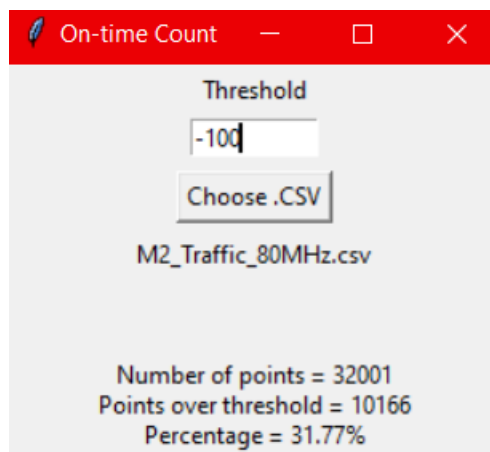 On-time Count
Threshold
-100
Choose .CSV
M2_Traffic_80MHz.csv
Number of points = 32001
Points over threshold = 10166
Percentage = 31.77%